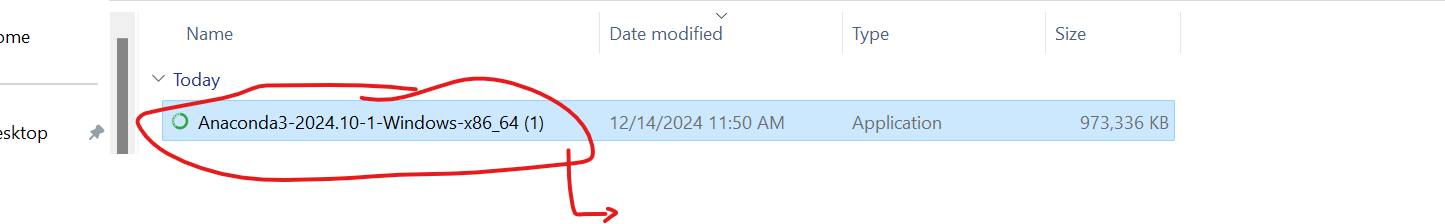 Name Date modified Type Size
ome
Today
Anaconda3-2024.10-1-Windows-x86_64 (1) 12/14/2024 11:50 AM Application 973,336 KB
esktop